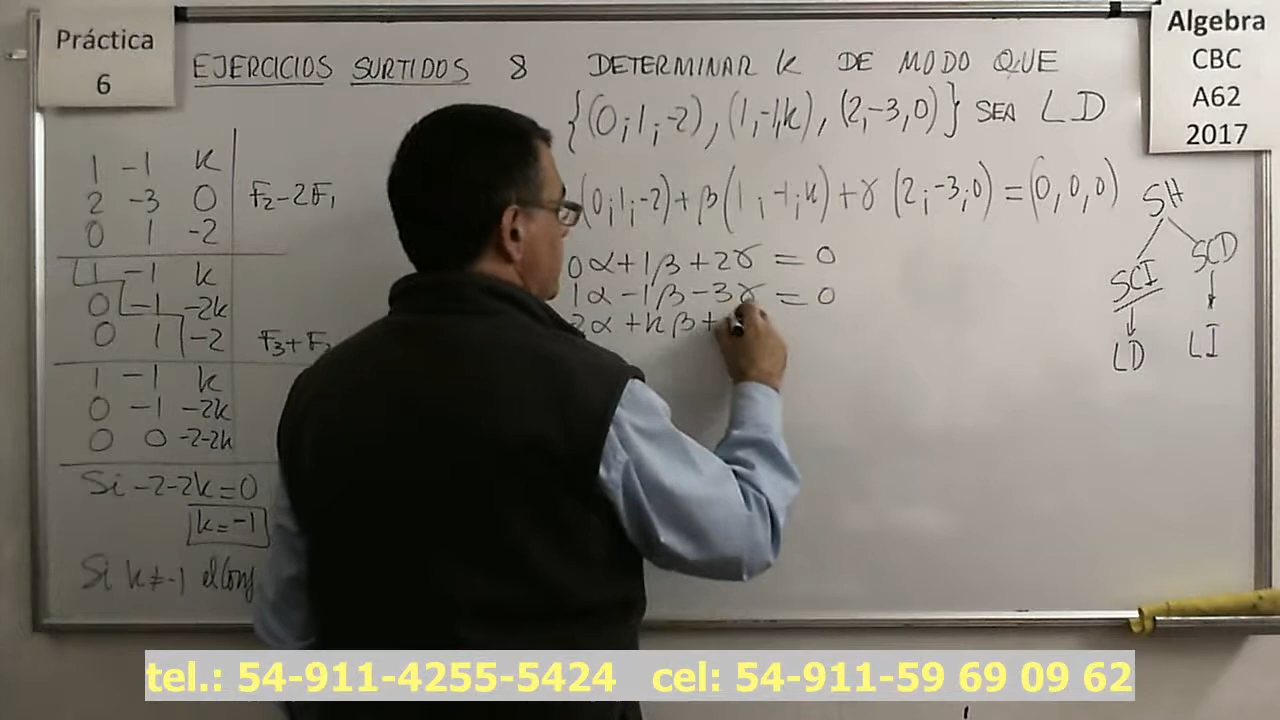 Práctica
6
EJERCICIOS SURTIDOS 8 DETERMINAR k DE MODO QUE
{(0;1;-2), (1,-1,k), (2,-3,0)} SEA LD
Algebra
CBC
A62
2017
1 -1 k
2 -3 0 F₂-2F₁
0 1 -2
1 -1 k
0 -1 -2k
0 1 -2 F₃+F
1 -1 k
0 -1 -2k
0 0 -2-2k
Si -2-2k=0
k=-1
Si k≠-1 el Conj
(0;1;-2)+β(1;-1;k)+γ(2;-3;0)=(0,0,0)
0α+1β+2γ=0
1α-1β-3γ=0
2α+kβ+
SH
SCI SCD
LD LI
tel.: 54-911-4255-5424 cel: 54-911-59 69 09 62